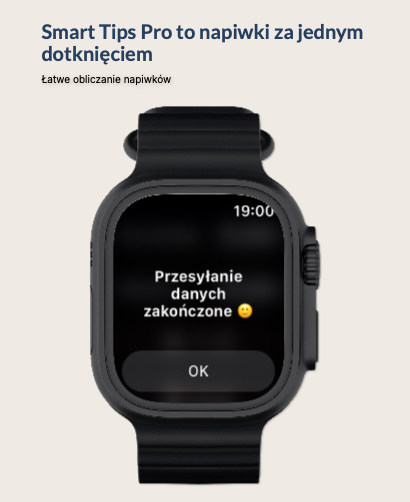 Smart Tips Pro to napiwki za jednym
dotknięciem
Łatwe obliczanie napiwków
19:00
Przesyłanie
danych
zakończone 🙂
OK